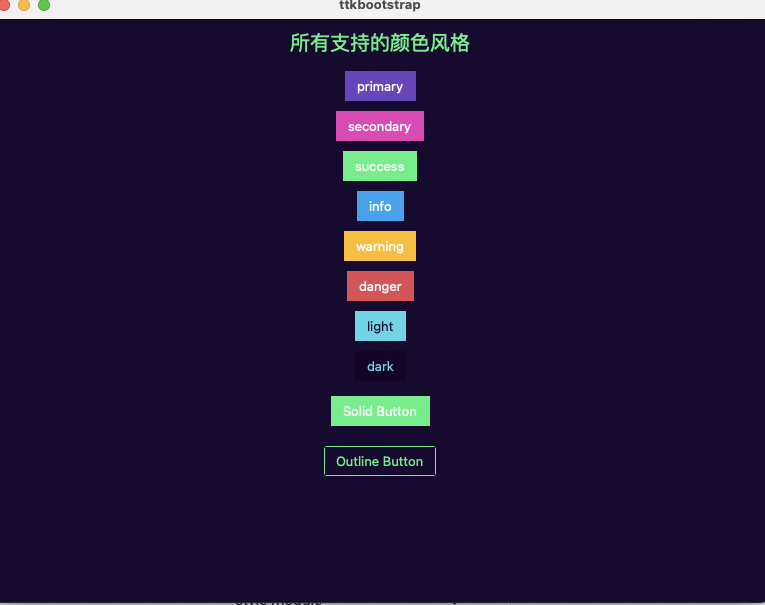 ttkbootstrap
所有支持的颜色风格
primary
secondary
success
info
warning
danger
light
dark
Solid Button
Outline Button